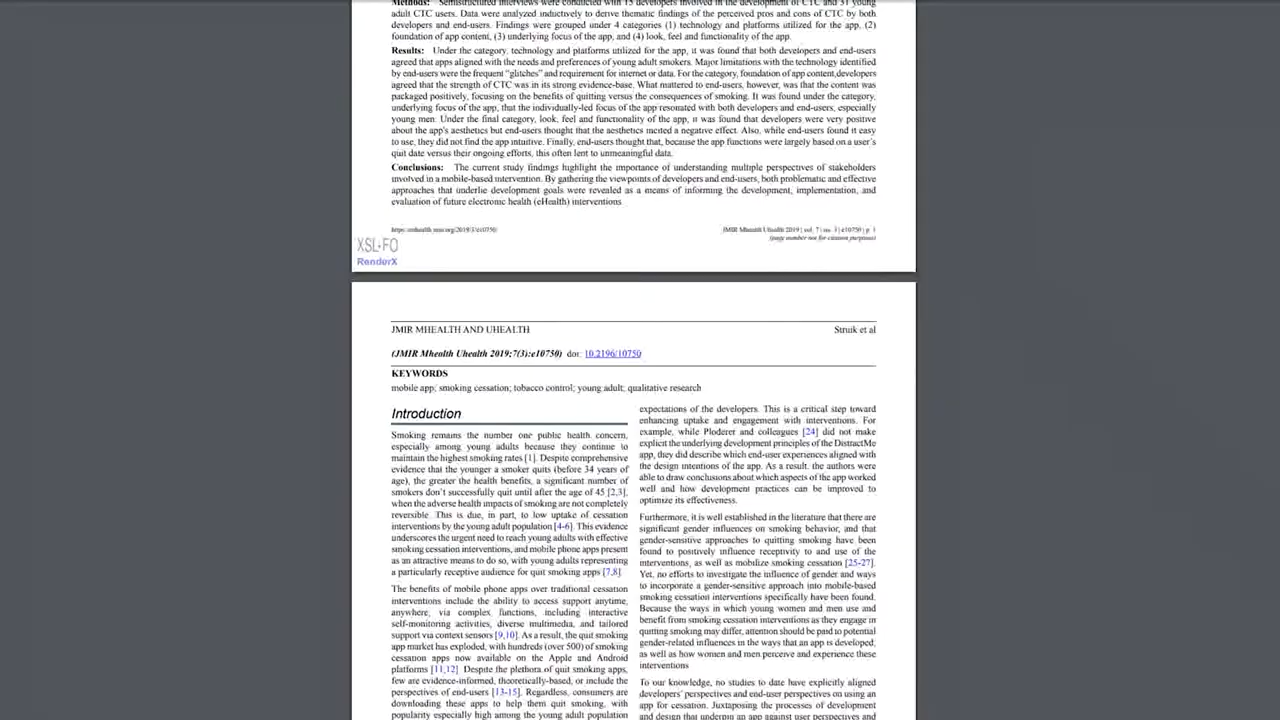 Methods: Semistructured interviews were conducted with 15 developers involved in the development of CTC and 31 young
adult CTC users. Data were analyzed inductively to derive thematic findings of the perceived pros and cons of CTC by both
developers and end-users. Findings were grouped under 4 categories (1) technology and platforms utilized for the app, (2)
foundation of app content, (3) underlying focus of the app, and (4) look, feel and functionality of the app.
Results: Under the category, technology and platforms utilized for the app, it was found that both developers and end-users
agreed that apps aligned with the needs and preferences of young adult smokers. Major limitations with the technology identified
by end-users were the frequent “glitches” and requirement for internet or data. For the category, foundation of app content,developers
agreed that the strength of CTC was in its strong evidence-base. What mattered to end-users, however, was that the content was
packaged positively, focusing on the benefits of quitting versus the consequences of smoking. It was found under the category,
underlying focus of the app, that the individually-led focus of the app resonated with both developers and end-users, especially
young men. Under the final category, look, feel and functionality of the app, it was found that developers were very positive
about the app's aesthetics but end-users thought that the aesthetics incited a negative effect. Also, while end-users found it easy
to use, they did not find the app intuitive. Finally, end-users thought that, because the app functions were largely based on a user's
quit date versus their ongoing efforts, this often lent to unmeaningful data.
Conclusions: The current study findings highlight the importance of understanding multiple perspectives of stakeholders
involved in a mobile-based intervention. By gathering the viewpoints of developers and end-users, both problematic and effective
approaches that underlie development goals were revealed as a means of informing the development, implementation, and
evaluation of future electronic health (eHealth) interventions
https://mhealth.jmir.org/2019/3/e10750/
JMIR Mhealth Uhealth 2019 | vol. 7 | iss. 3 | e10750 | p. 1
(page number not for citation purposes)
XSL•FO
RenderX
JMIR MHEALTH AND UHEALTH
Struik et al
(JMIR Mhealth Uhealth 2019;7(3):e10750) doi: 10.2196/10750
KEYWORDS
mobile app; smoking cessation; tobacco control; young adult; qualitative research
Introduction
Smoking remains the number one public health concern,
especially among young adults because they continue to
maintain the highest smoking rates [1]. Despite comprehensive
evidence that the younger a smoker quits (before 34 years of
age), the greater the health benefits, a significant number of
smokers don't successfully quit until after the age of 45 [2,3],
when the adverse health impacts of smoking are not completely
reversible. This is due, in part, to low uptake of cessation
interventions by the young adult population [4-6]. This evidence
underscores the urgent need to reach young adults with effective
smoking cessation interventions, and mobile phone apps present
as an attractive means to do so, with young adults representing
a particularly receptive audience for quit smoking apps [7,8].
The benefits of mobile phone apps over traditional cessation
interventions include the ability to access support anytime,
anywhere, via complex functions, including interactive
self-monitoring activities, diverse multimedia, and tailored
support via context sensors [9,10]. As a result, the quit smoking
app market has exploded, with hundreds (over 500) of smoking
cessation apps now available on the Apple and Android
platforms [11,12]. Despite the plethora of quit smoking apps,
few are evidence-informed, theoretically-based, or include the
perspectives of end-users [13-15]. Regardless, consumers are
downloading these apps to help them quit smoking, with
popularity especially high among the young adult population
expectations of the developers. This is a critical step toward
enhancing uptake and engagement with interventions. For
example, while Ploderer and colleagues [24] did not make
explicit the underlying development principles of the DistractMe
app, they did describe which end-user experiences aligned with
the design intentions of the app. As a result, the authors were
able to draw conclusions about which aspects of the app worked
well and how development practices can be improved to
optimize its effectiveness.
Furthermore, it is well established in the literature that there are
significant gender influences on smoking behavior, and that
gender-sensitive approaches to quitting smoking have been
found to positively influence receptivity to and use of the
interventions, as well as mobilize smoking cessation [25-27].
Yet, no efforts to investigate the influence of gender and ways
to incorporate a gender-sensitive approach into mobile-based
smoking cessation interventions specifically have been found.
Because the ways in which young women and men use and
benefit from smoking cessation interventions as they engage in
quitting smoking may differ, attention should be paid to potential
gender-related influences in the ways that an app is developed,
as well as how women and men perceive and experience these
interventions
To our knowledge, no studies to date have explicitly aligned
developers' perspectives and end-user perspectives on using an
app for cessation. Juxtaposing the processes of development
and design that underpin an app against user perspectives and